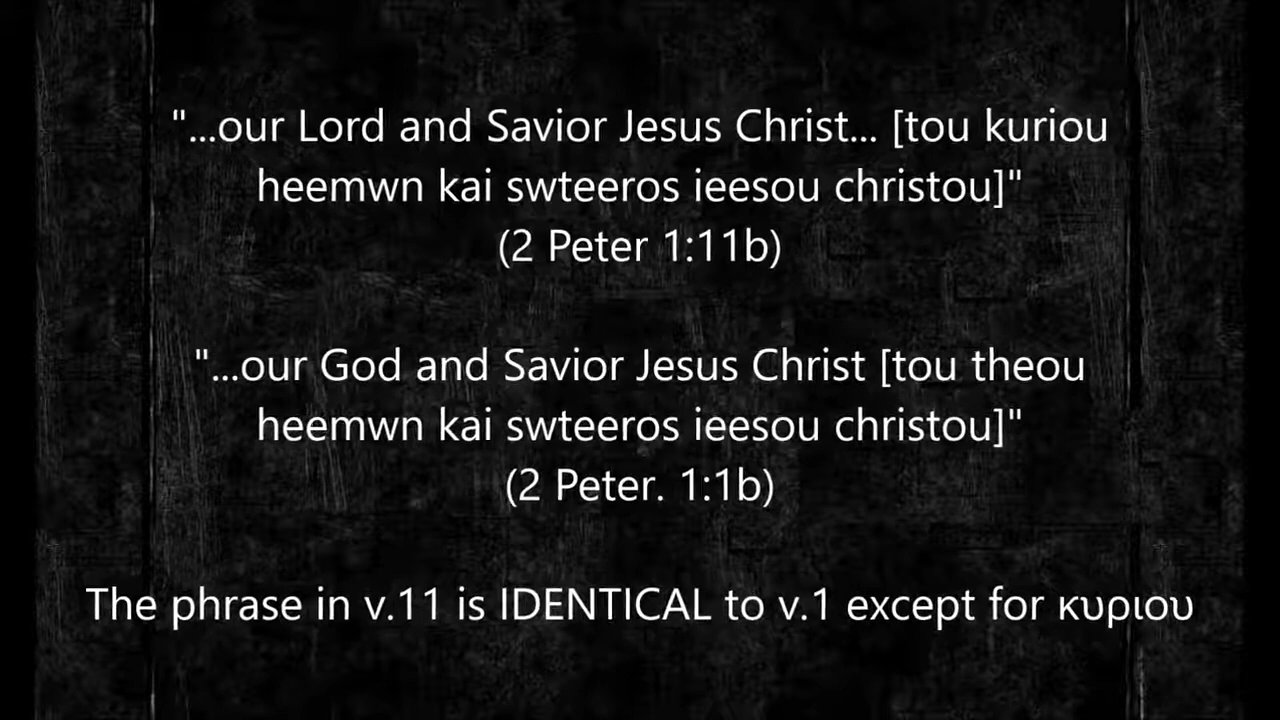 "...our Lord and Savior Jesus Christ... [tou kuriou
heemwn kai swteeros ieesou christou]"
(2 Peter 1:11b)
"...our God and Savior Jesus Christ [tou theou
heemwn kai swteeros ieesou christou]"
(2 Peter. 1:1b)
The phrase in v.11 is IDENTICAL to v.1 except for κυριου